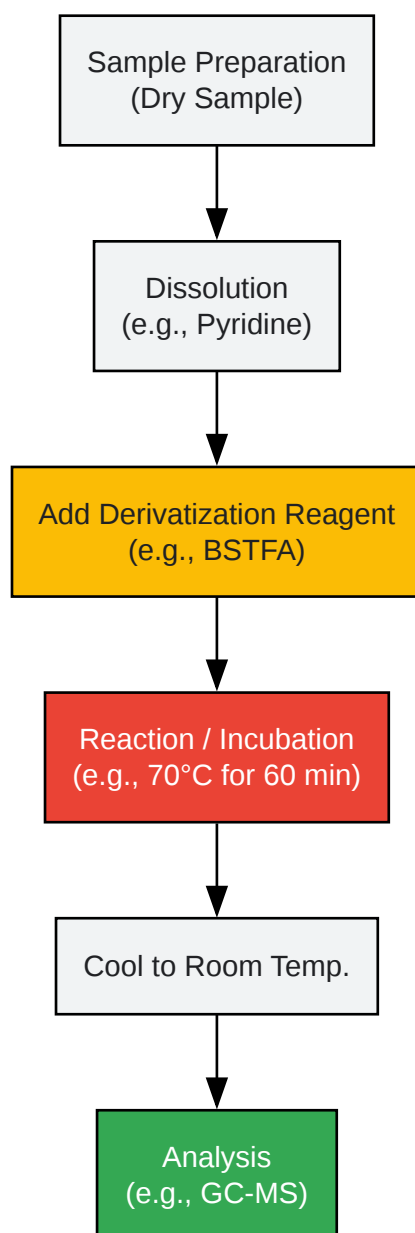 Sample Preparation
(Dry Sample)
Dissolution
(e.g., Pyridine)
Add Derivatization Reagent
(e.g., BSTFA)
Reaction / Incubation
(e.g., 70°C for 60 min)
Cool to Room Temp.
Analysis
(e.g., GC-MS)